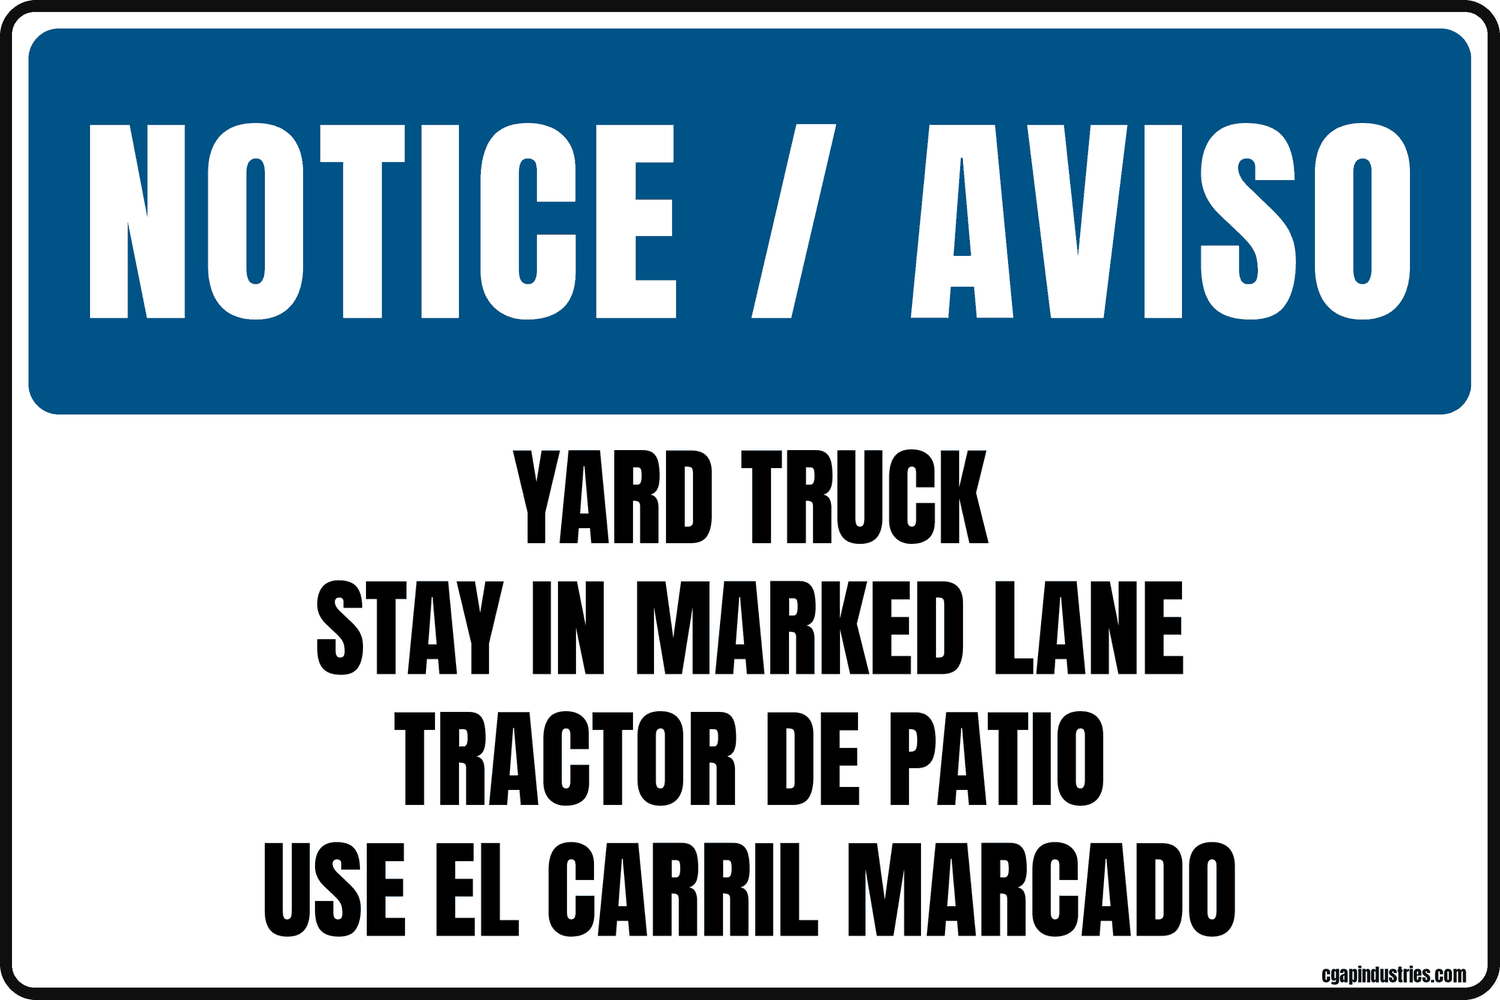 NOTICE / AVISO
YARD TRUCK
STAY IN MARKED LANE
TRACTOR DE PATIO
USE EL CARRIL MARCADO
cgapindustries.com